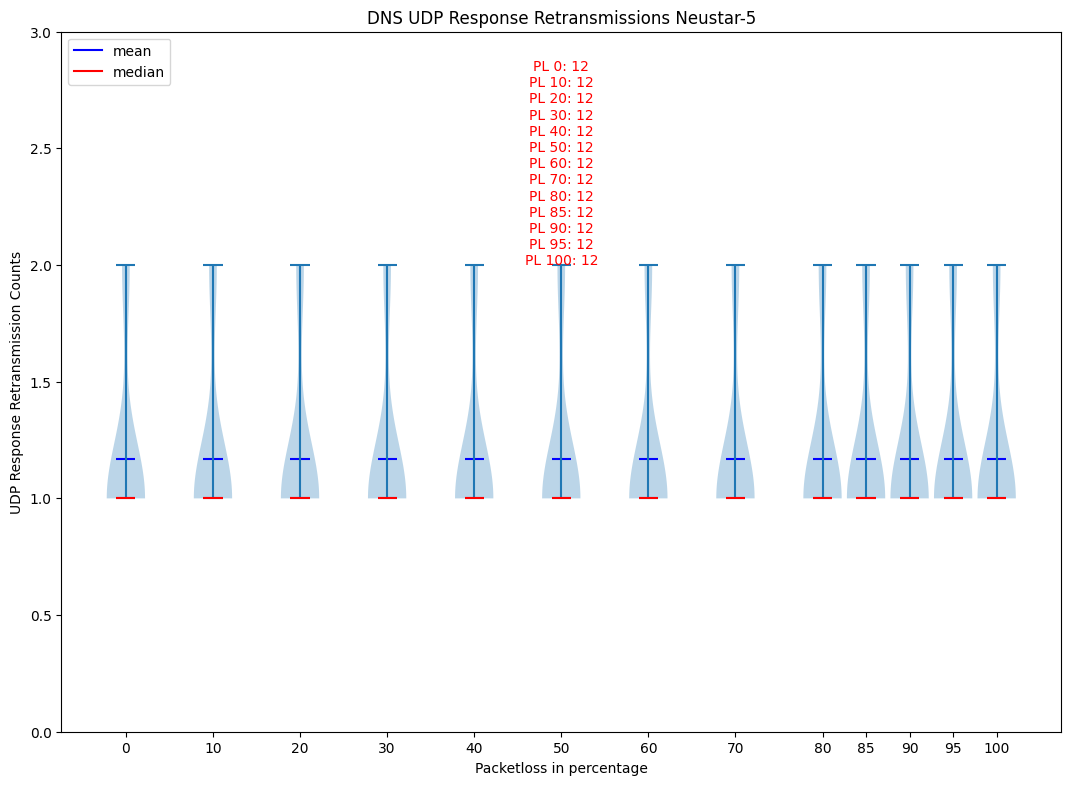 DNS UDP Response Retransmissions Neustar-5
mean
median
PL 0: 12
PL 10: 12
PL 20: 12
PL 30: 12
PL 40: 12
PL 50: 12
PL 60: 12
PL 70: 12
PL 80: 12
PL 85: 12
PL 90: 12
PL 95: 12
PL 100: 12
UDP Response Retransmission Counts
3.0
2.5
2.0
1.5
1.0
0.5
0.0
0 10 20 30 40 50 60 70 80 85 90 95 100
Packetloss in percentage